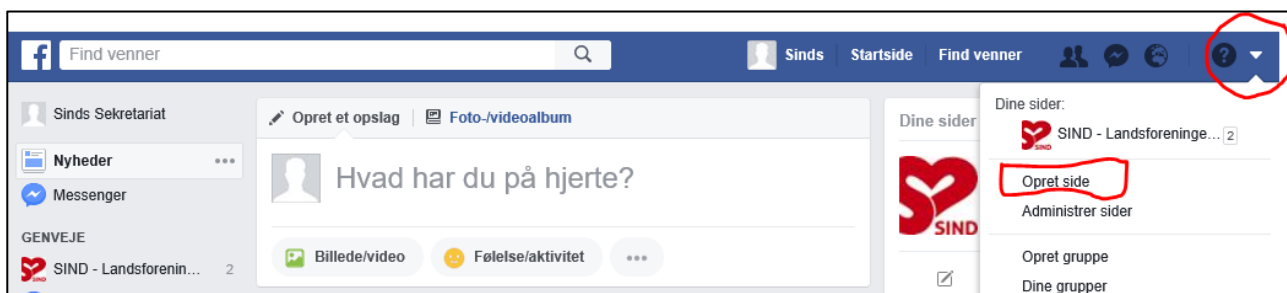 f Find venner Sinds Startside Find venner ?
Sinds Sekretariat
Nyheder
Messenger
GENVEJE
SIND - Landsforenin... 2
Opret et opslag Foto-/videoalbum
Hvad har du på hjerte?
Billede/video Følelse/aktivitet
Dine sider
SIND
Dine sider:
SIND - Landsforeninge... 2
Opret side
Administrer sider
Opret gruppe
Dine grupper